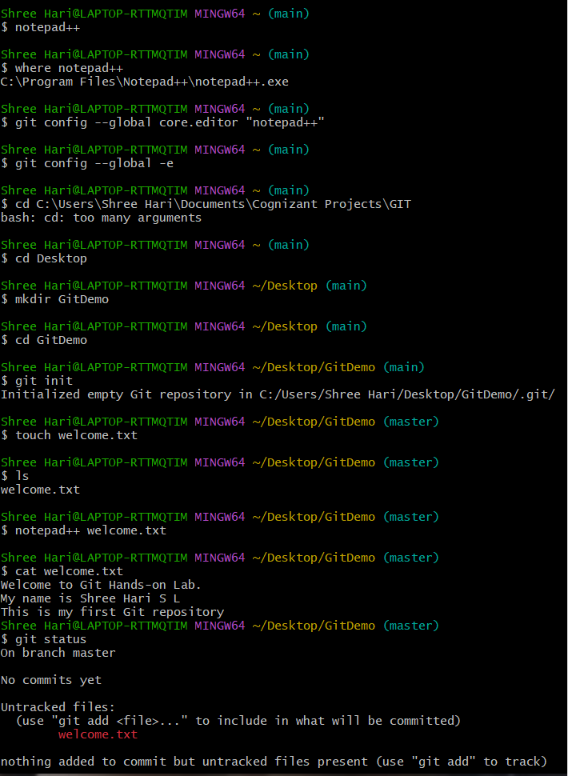 Shree Hari@LAPTOP-RTTMQTIM MINGW64 ~ (main)
$ notepad++
Shree Hari@LAPTOP-RTTMQTIM MINGW64 ~ (main)
$ where notepad++
C:\Program Files\Notepad++\notepad++.exe
Shree Hari@LAPTOP-RTTMQTIM MINGW64 ~ (main)
$ git config --global core.editor "notepad++"
Shree Hari@LAPTOP-RTTMQTIM MINGW64 ~ (main)
$ git config --global -e
Shree Hari@LAPTOP-RTTMQTIM MINGW64 ~ (main)
$ cd C:\Users\Shree Hari\Documents\Cognizant Projects\GIT
bash: cd: too many arguments
Shree Hari@LAPTOP-RTTMQTIM MINGW64 ~ (main)
$ cd Desktop
Shree Hari@LAPTOP-RTTMQTIM MINGW64 ~/Desktop (main)
$ mkdir GitDemo
Shree Hari@LAPTOP-RTTMQTIM MINGW64 ~/Desktop (main)
$ cd GitDemo
Shree Hari@LAPTOP-RTTMQTIM MINGW64 ~/Desktop/GitDemo (main)
$ git init
Initialized empty Git repository in C:/Users/Shree Hari/Desktop/GitDemo/.git/
Shree Hari@LAPTOP-RTTMQTIM MINGW64 ~/Desktop/GitDemo (master)
$ touch welcome.txt
Shree Hari@LAPTOP-RTTMQTIM MINGW64 ~/Desktop/GitDemo (master)
$ ls
welcome.txt
Shree Hari@LAPTOP-RTTMQTIM MINGW64 ~/Desktop/GitDemo (master)
$ notepad++ welcome.txt
Shree Hari@LAPTOP-RTTMQTIM MINGW64 ~/Desktop/GitDemo (master)
$ cat welcome.txt
Welcome to Git Hands-on Lab.
My name is Shree Hari S L
This is my first Git repository
Shree Hari@LAPTOP-RTTMQTIM MINGW64 ~/Desktop/GitDemo (master)
$ git status
On branch master
No commits yet
Untracked files:
(use "git add <file>..." to include in what will be committed)
welcome.txt
nothing added to commit but untracked files present (use "git add" to track)